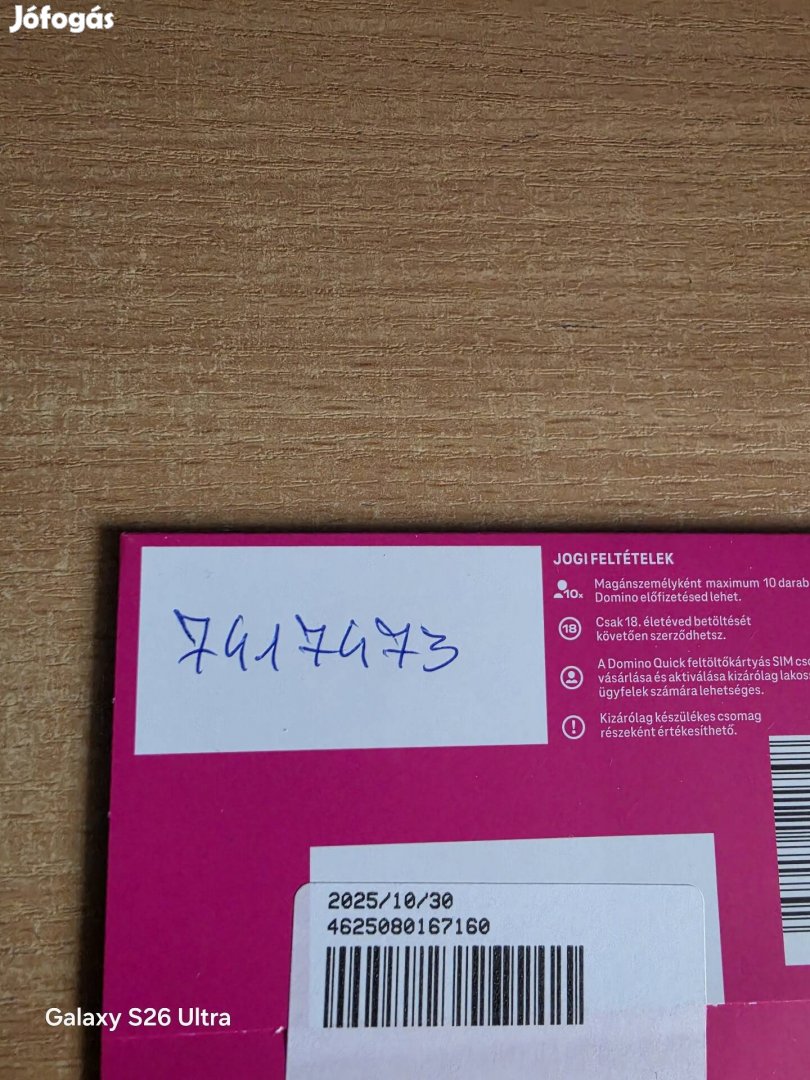 Jófogás
7417473
JOGI FELTÉTELEK
10x
Magánszemélyként maximum 10 darab
Domino előfizetésed lehet.
18
Csak 18. életéved betöltését
követően szerződhetsz.
A Domino Quick feltöltőkártyás SIM
vásárlása és aktiválása kizárólag
ügyfelek számára lehetséges.
!
Kizárólag készülékes csomag
részeként értékesíthető.
2025/10/30
4625080167160
Galaxy S26 Ultra